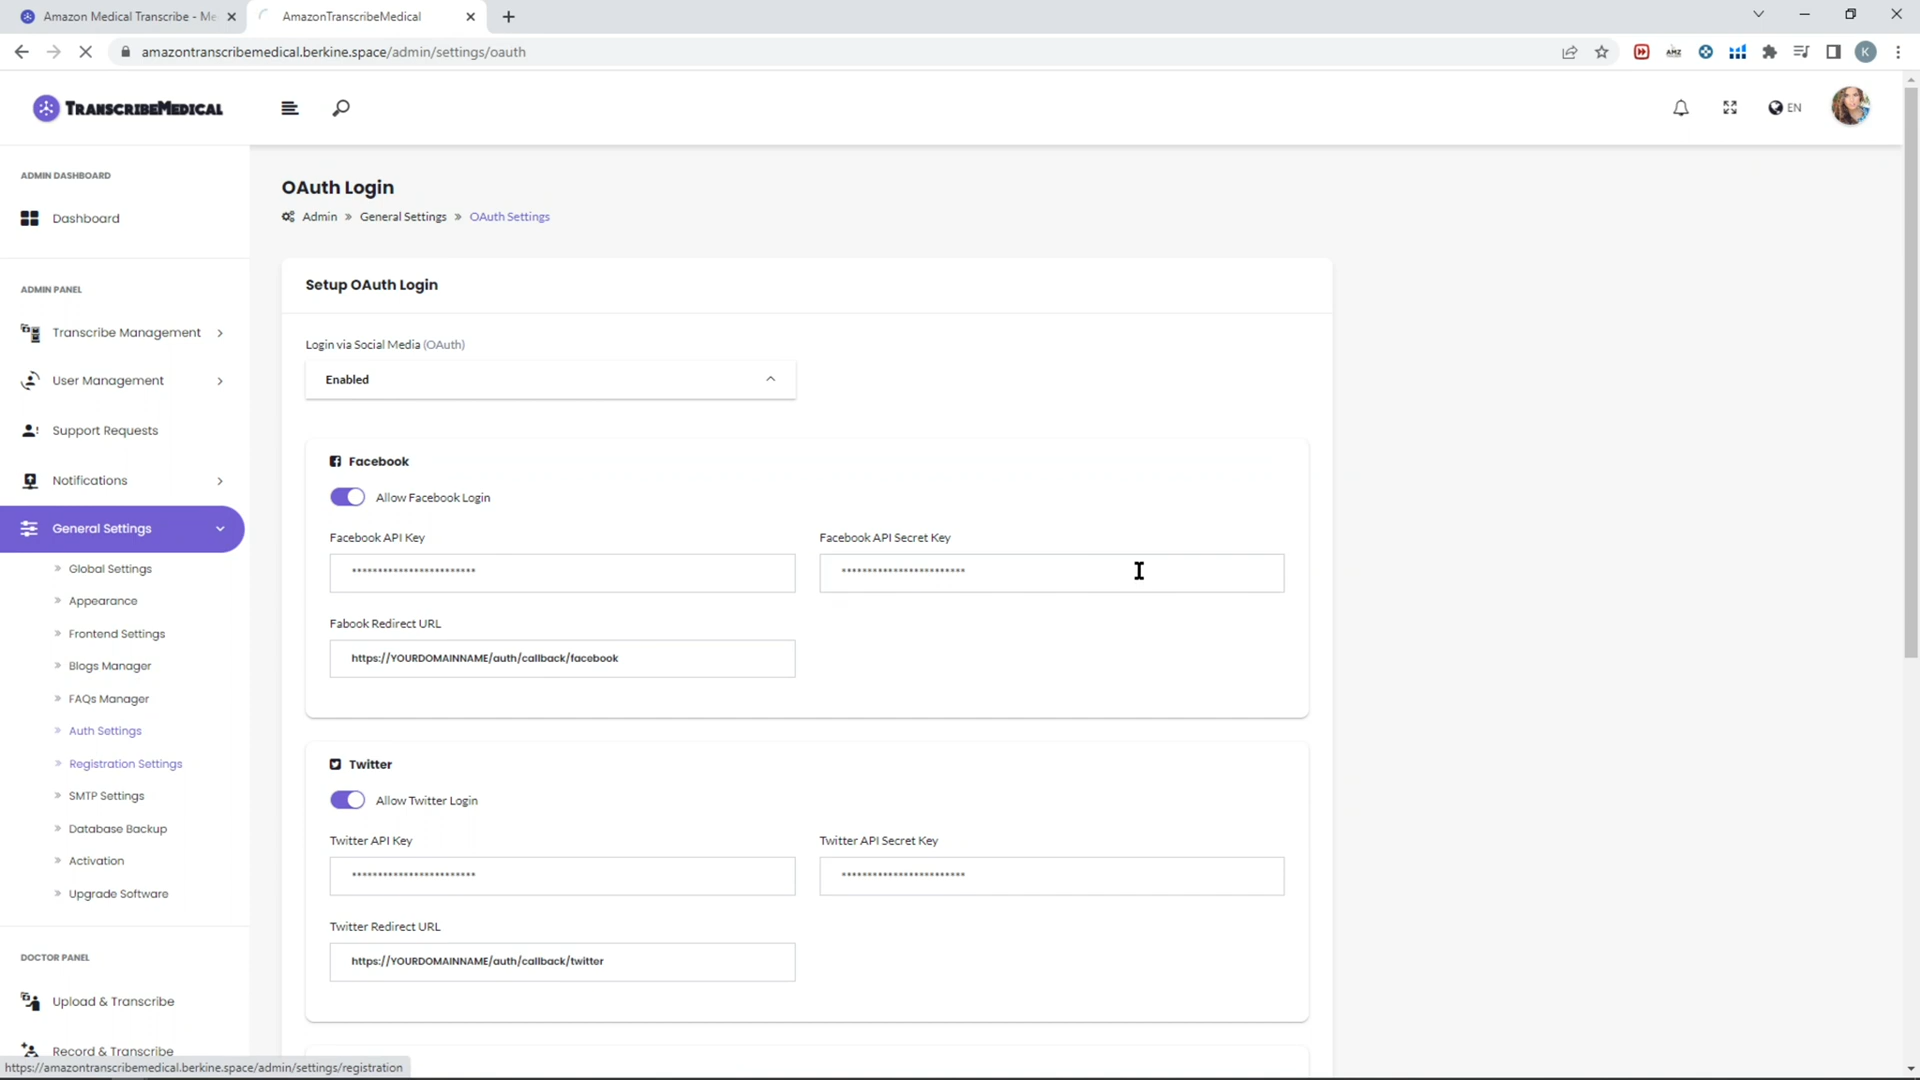 Amazon Medical Transcribe - Me
AmazonTranscribeMedical
amazontranscribemedical.berkine.space/admin/settings/oauth
AMZ
K
TRANSCRIBEMEDICAL
EN
ADMIN DASHBOARD
Dashboard
ADMIN PANEL
Transcribe Management
User Management
Support Requests
Notifications
General Settings
Global Settings
Appearance
Frontend Settings
Blogs Manager
FAQs Manager
Auth Settings
Registration Settings
SMTP Settings
Database Backup
Activation
Upgrade Software
DOCTOR PANEL
Upload & Transcribe
Record & Transcribe
OAuth Login
Admin » General Settings » OAuth Settings
Setup OAuth Login
Login via Social Media (OAuth)
Enabled
Facebook
Allow Facebook Login
Facebook API Key
Facebook API Secret Key
*************************
*************************
Fabook Redirect URL
https://YOURDOMAINNAME/auth/callback/facebook
Twitter
Allow Twitter Login
Twitter API Key
Twitter API Secret Key
*************************
*************************
Twitter Redirect URL
https://YOURDOMAINNAME/auth/callback/twitter
https://amazontranscribemedical.berkine.space/admin/settings/registration